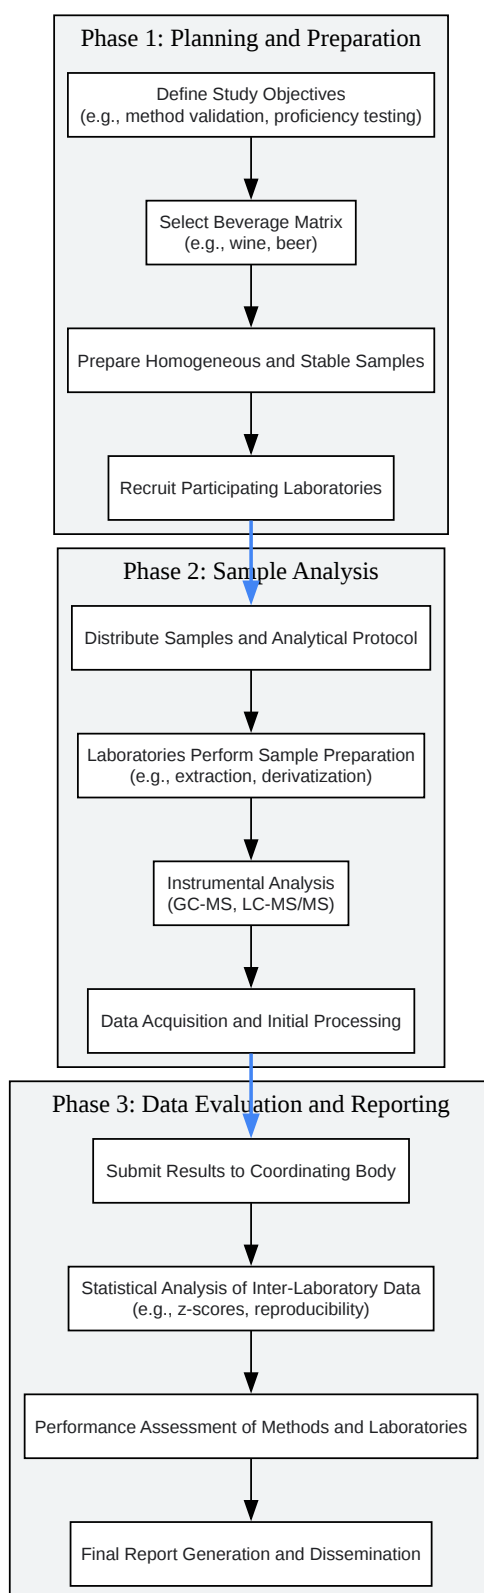 Phase 1: Planning and Preparation
Define Study Objectives
(e.g., method validation, proficiency testing)
Select Beverage Matrix
(e.g., wine, beer)
Prepare Homogeneous and Stable Samples
Recruit Participating Laboratories
Phase 2: Sample Analysis
Distribute Samples and Analytical Protocol
Laboratories Perform Sample Preparation
(e.g., extraction, derivatization)
Instrumental Analysis
(GC-MS, LC-MS/MS)
Data Acquisition and Initial Processing
Phase 3: Data Evaluation and Reporting
Submit Results to Coordinating Body
Statistical Analysis of Inter-Laboratory Data
(e.g., z-scores, reproducibility)
Performance Assessment of Methods and Laboratories
Final Report Generation and Dissemination